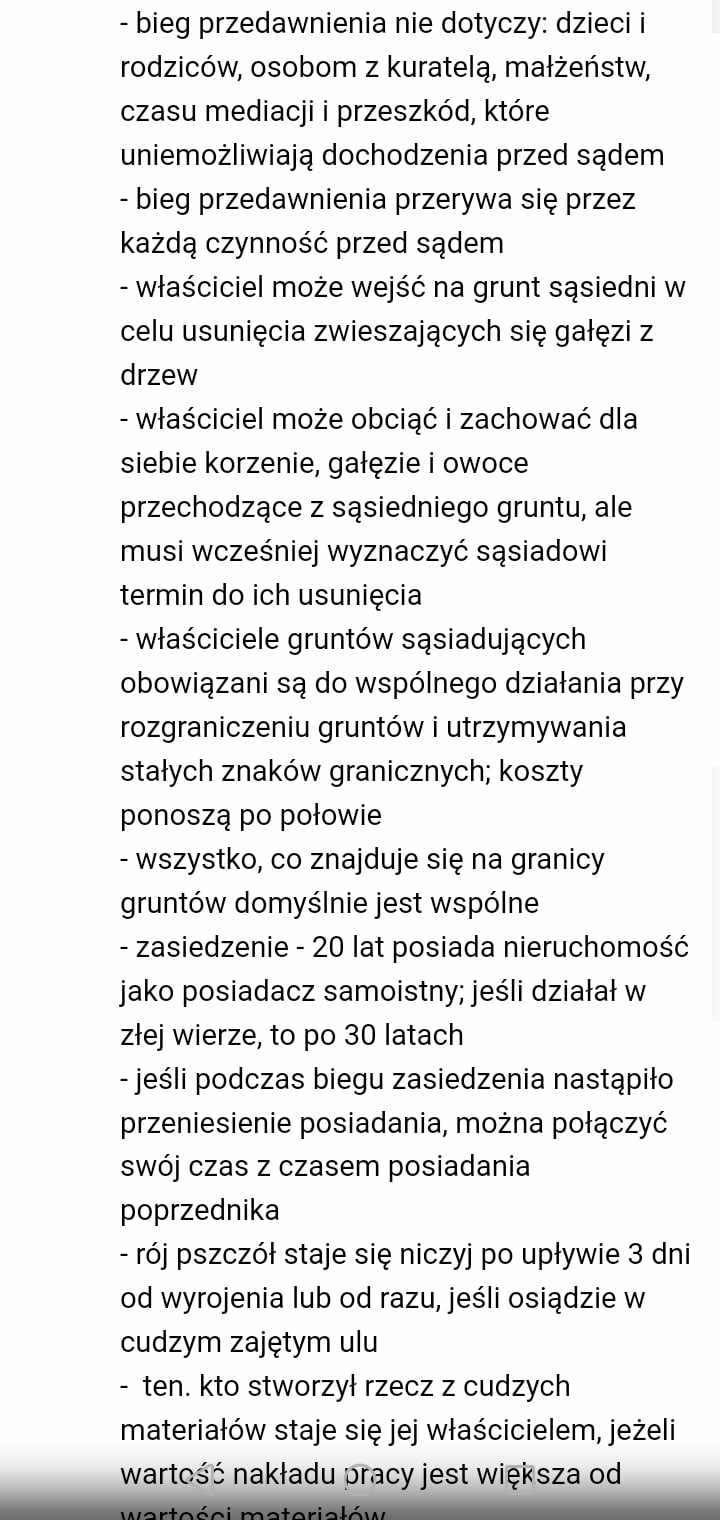 - bieg przedawnienia nie dotyczy: dzieci i
rodziców, osobom z kuratelą, małżeństw,
czasu mediacji i przeszkód, które
uniemożliwiają dochodzenia przed sądem
- bieg przedawnienia przerywa się przez
każdą czynność przed sądem
- właściciel może wejść na grunt sąsiedni w
celu usunięcia zwieszających się gałęzi z
drzew
- właściciel może obciąć i zachować dla
siebie korzenie, gałęzie i owoce
przechodzące z sąsiedniego gruntu, ale
musi wcześniej wyznaczyć sąsiadowi
termin do ich usunięcia
- właściciele gruntów sąsiadujących
obowiązani są do wspólnego działania przy
rozgraniczeniu gruntów i utrzymywania
stałych znaków granicznych; koszty
ponoszą po połowie
- wszystko, co znajduje się na granicy
gruntów domyślnie jest wspólne
- zasiedzenie - 20 lat posiada nieruchomość
jako posiadacz samoistny; jeśli działał w
złej wierze, to po 30 latach
- jeśli podczas biegu zasiedzenia nastąpiło
przeniesienie posiadania, można połączyć
swój czas z czasem posiadania
poprzednika
- rój pszczół staje się niczyj po upływie 3 dni
od wyrojenia lub od razu, jeśli osiądzie w
cudzym zajętym ulu
- ten. kto stworzył rzecz z cudzych
materiałów staje się jej właścicielem, jeżeli
wartość nakładu pracy jest większa od
wartości materiałów